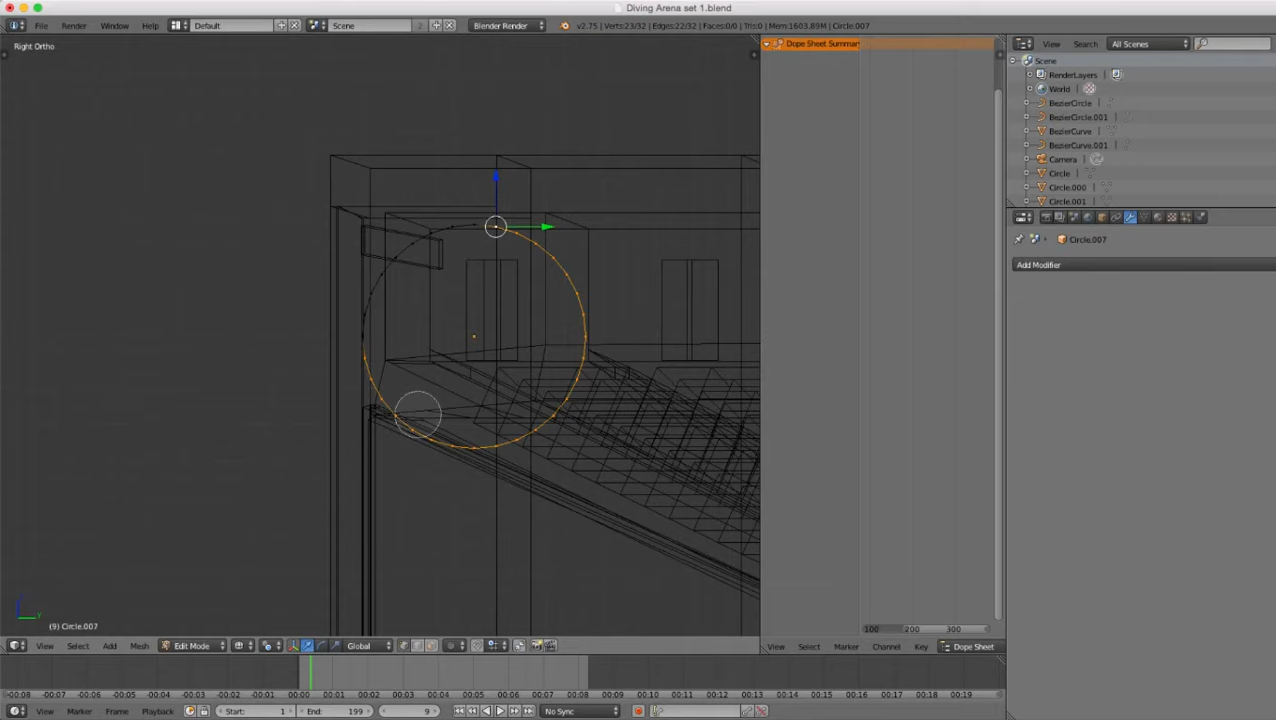 Diving Arena set 1.blend
File Render Window Help Default Scene 2 Blender Render v2.75 | Verts:23/32 | Edges:22/32 | Faces:0/0 | Tris:0 | Mem:1603.89M | Circle.007
Right Ortho
Dope Sheet Summary
View Search All Scenes
Scene
RenderLayers
World
BezierCircle
BezierCircle.001
BezierCurve
BezierCurve.001
Camera
Circle
Circle.000
Circle.001
Circle.007
Add Modifier
(9) Circle.007
100 200 300
View Select Add Mesh Edit Mode Global
View Select Marker Channel Key Dope Sheet
-00:08 -00:07 -00:06 -00:05 -00:04 -00:03 -00:02 -00:01 00:00 00:01 00:02 00:03 00:04 00:05 00:06 00:07 00:08 00:09 00:10 00:11 00:12 00:13 00:14 00:15 00:16 00:17 00:18 00:19
View Marker Frame Playback Start: 1 End: 199 9 No Sync